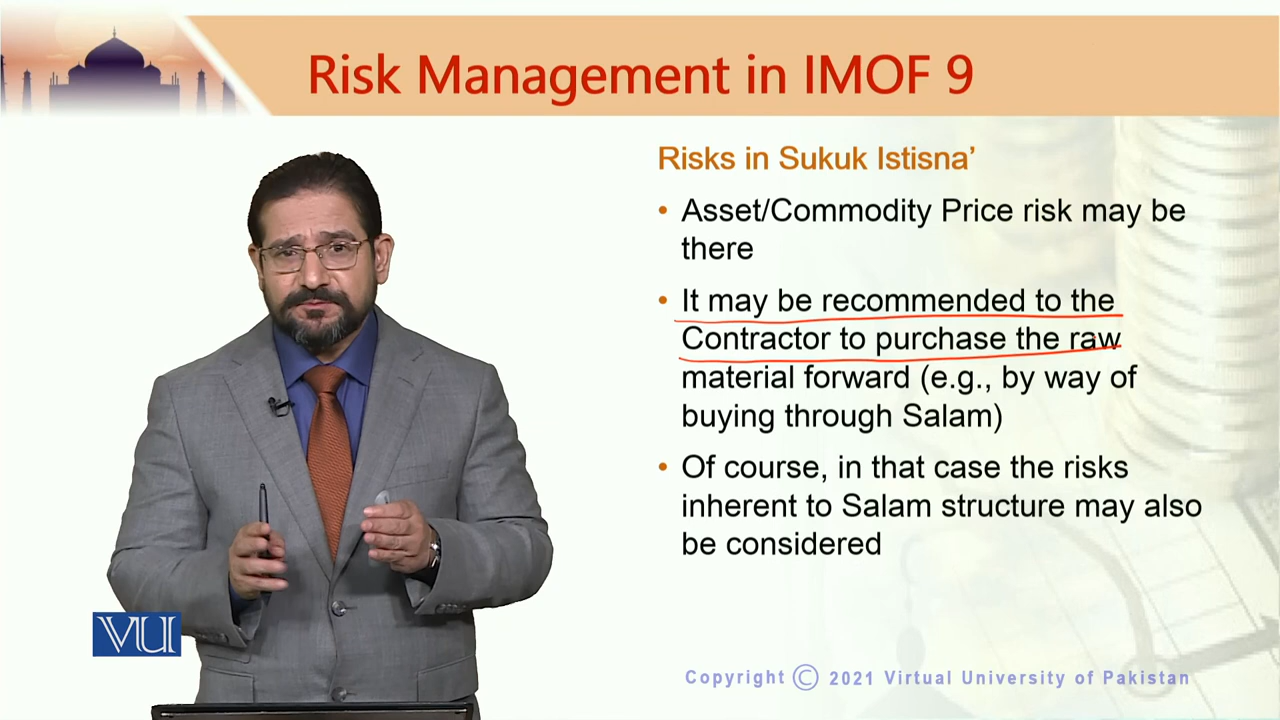 Risk Management in IMOF 9
Risks in Sukuk Istisna’
• Asset/Commodity Price risk may be
there
• It may be recommended to the
Contractor to purchase the raw
material forward (e.g., by way of
buying through Salam)
• Of course, in that case the risks
inherent to Salam structure may also
be considered
VU
Copyright © 2021 Virtual University of Pakistan